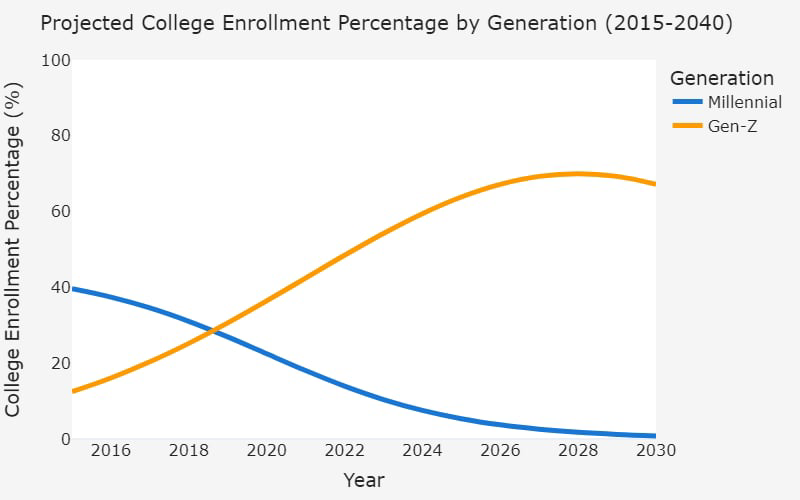 Projected College Enrollment Percentage by Generation (2015-2040)
College Enrollment Percentage (%)
100
80
60
40
20
0
2016 2018 2020 2022 2024 2026 2028 2030
Year
Generation
Millennial
Gen-Z